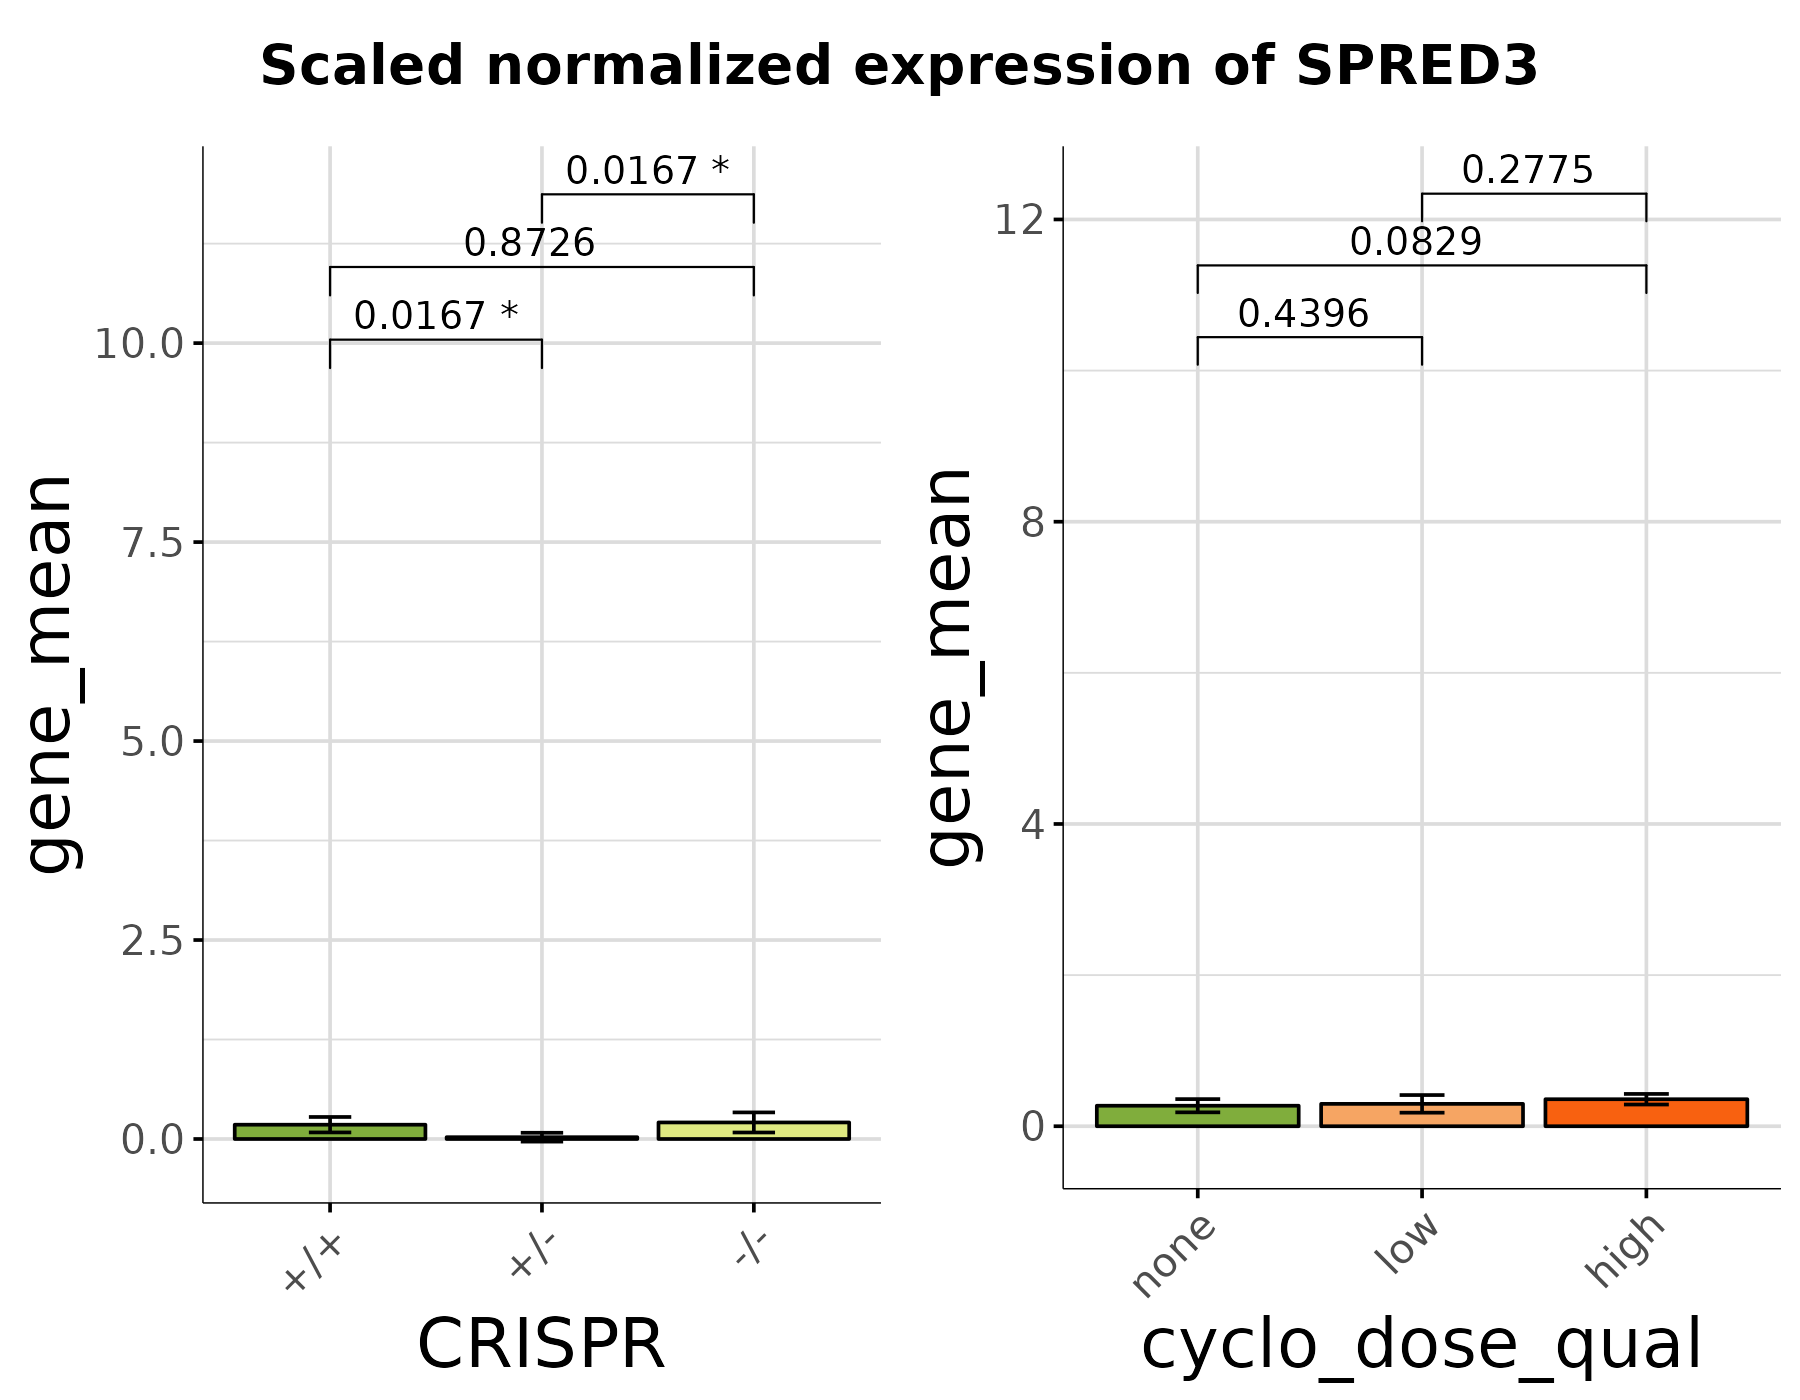 Scaled normalized expression of SPRED3
0.0167 *
0.8726
0.0167 *
10.0
7.5
5.0
2.5
0.0
gene_mean
+/+
+/-
-/-
CRISPR
0.2775
0.0829
0.4396
12
8
4
0
gene_mean
none
low
high
cyclo_dose_qual